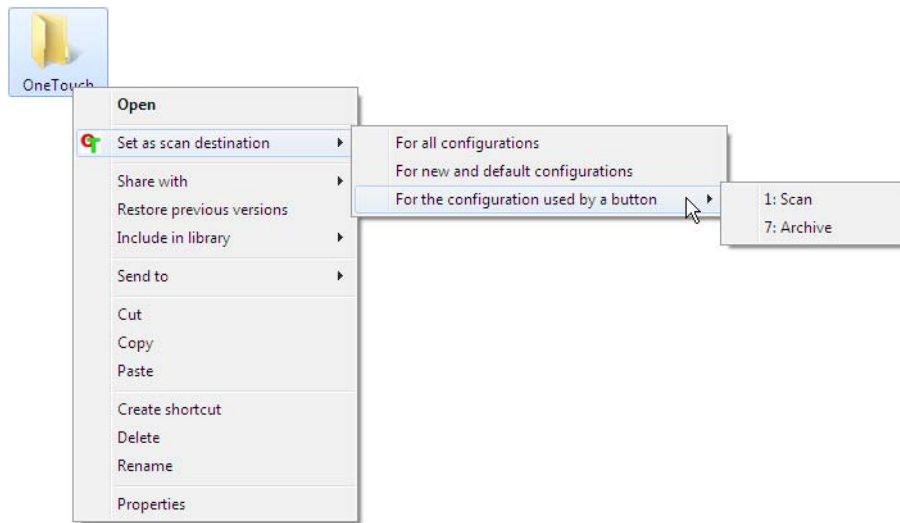 OneTouch
Open
Set as scan destination
Share with
Restore previous versions
Include in library
Send to
Cut
Copy
Paste
Create shortcut
Delete
Rename
Properties
For all configurations
For new and default configurations
For the configuration used by a button
1: Scan
7: Archive